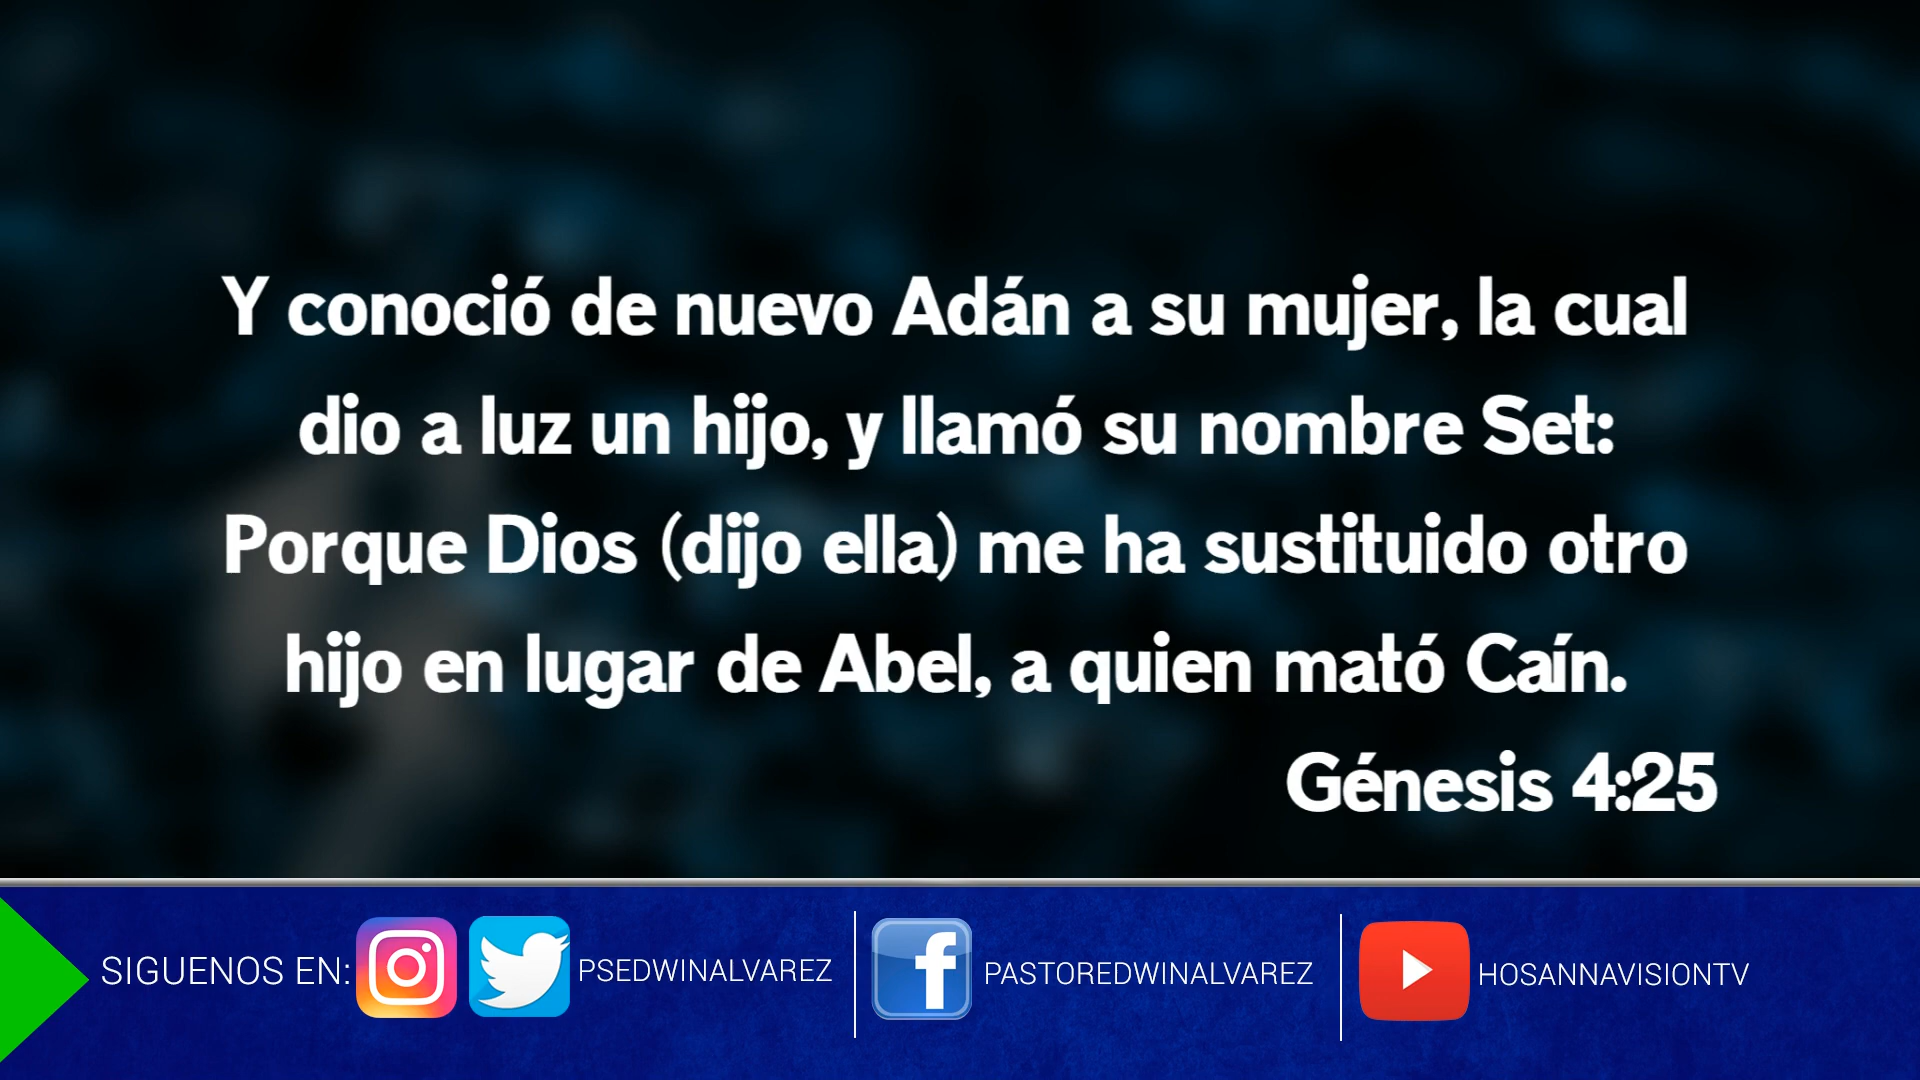 Y conoció de nuevo Adán a su mujer, la cual
dio a luz un hijo, y llamó su nombre Set:
Porque Dios (dijo ella) me ha sustituido otro
hijo en lugar de Abel, a quien mató Caín.
Génesis 4:25
SIGUENOS EN: PSEDWINALVAREZ PASTOREDWINALVAREZ HOSANNAVISIONTV